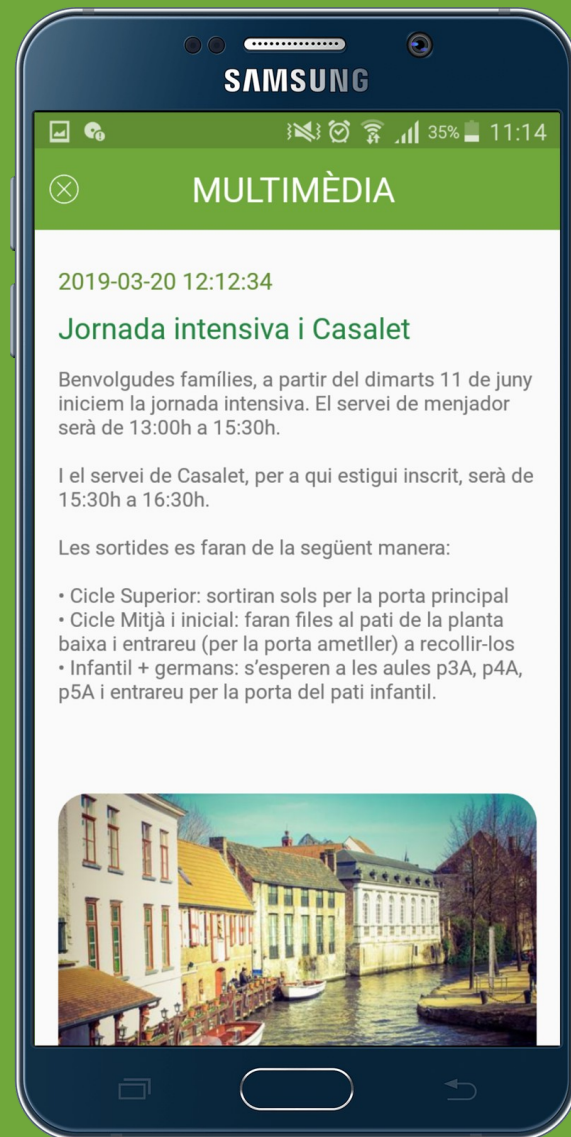 SAMSUNG
35% 11:14
MULTIMÈDIA
2019-03-20 12:12:34
Jornada intensiva i Casalet
Benvolgudes famílies, a partir del dimarts 11 de juny
iniciem la jornada intensiva. El servei de menjador
serà de 13:00h a 15:30h.
I el servei de Casalet, per a qui estigui inscrit, serà de
15:30h a 16:30h.
Les sortides es faran de la següent manera:
• Cicle Superior: sortiran sols per la porta principal
• Cicle Mitjà i inicial: faran files al pati de la planta
baixa i entrareu (per la porta ametller) a recollir-los
• Infantil + germans: s’esperen a les aules p3A, p4A,
p5A i entrareu per la porta del pati infantil.